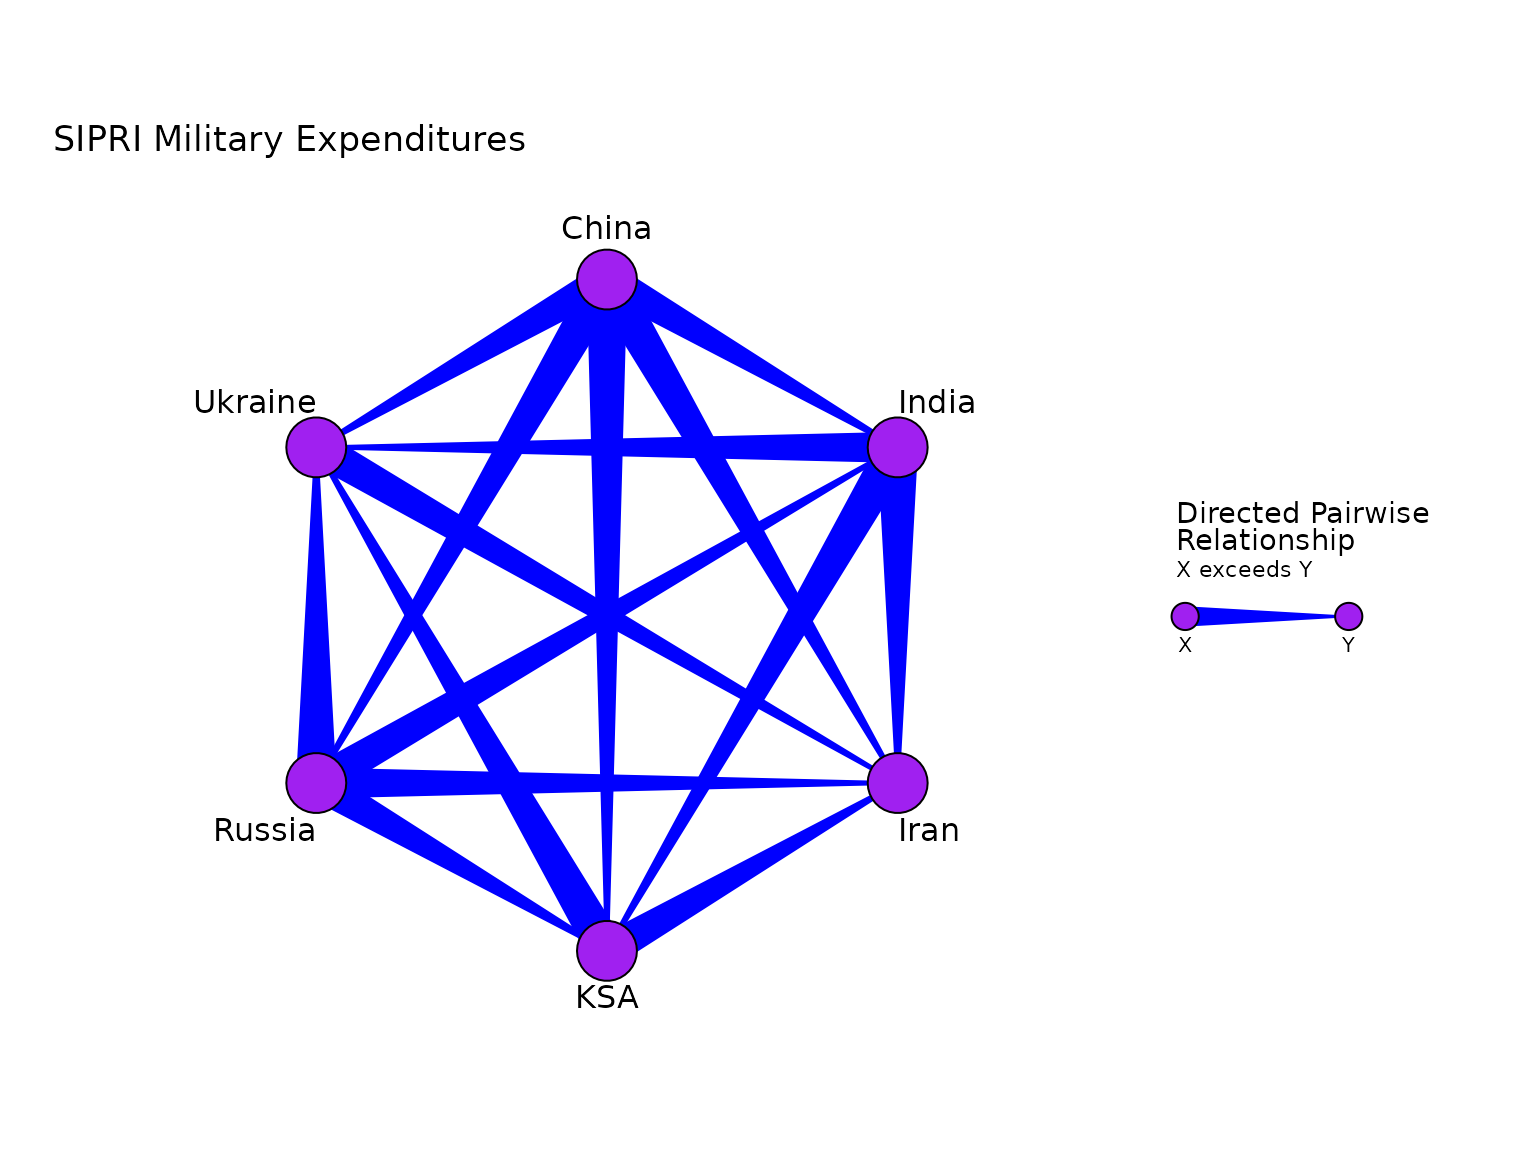 SIPRI Military Expenditures
China
Ukraine
India
Directed Pairwise
Relationship
X exceeds Y
X
Y
Russia
Iran
KSA